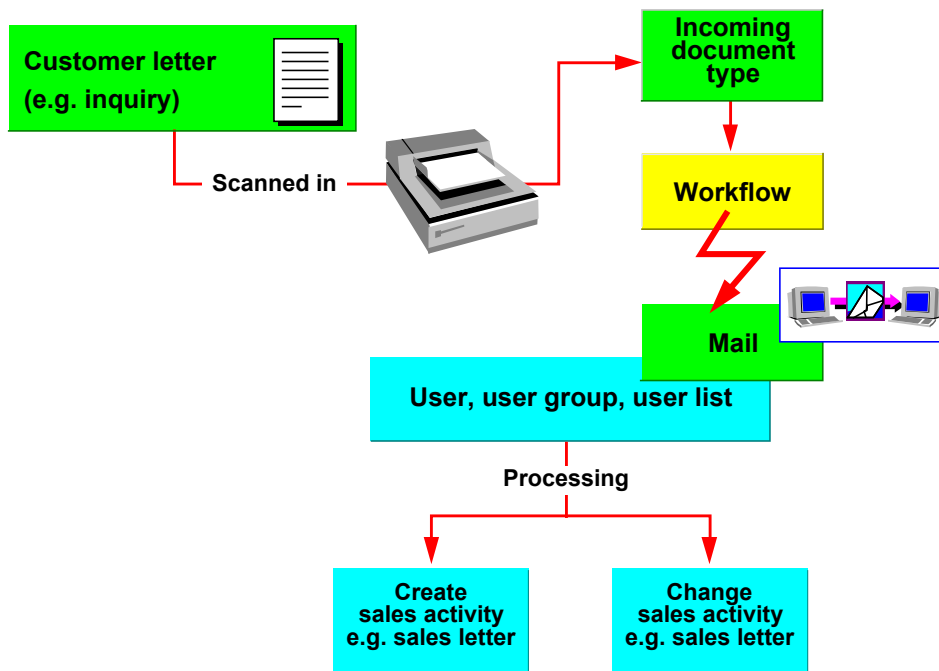 Customer letter
(e.g. inquiry)
Incoming
document
type
Scanned in
Workflow
Mail
User, user group, user list
Processing
Create
sales activity
e.g. sales letter
Change
sales activity
e.g. sales letter